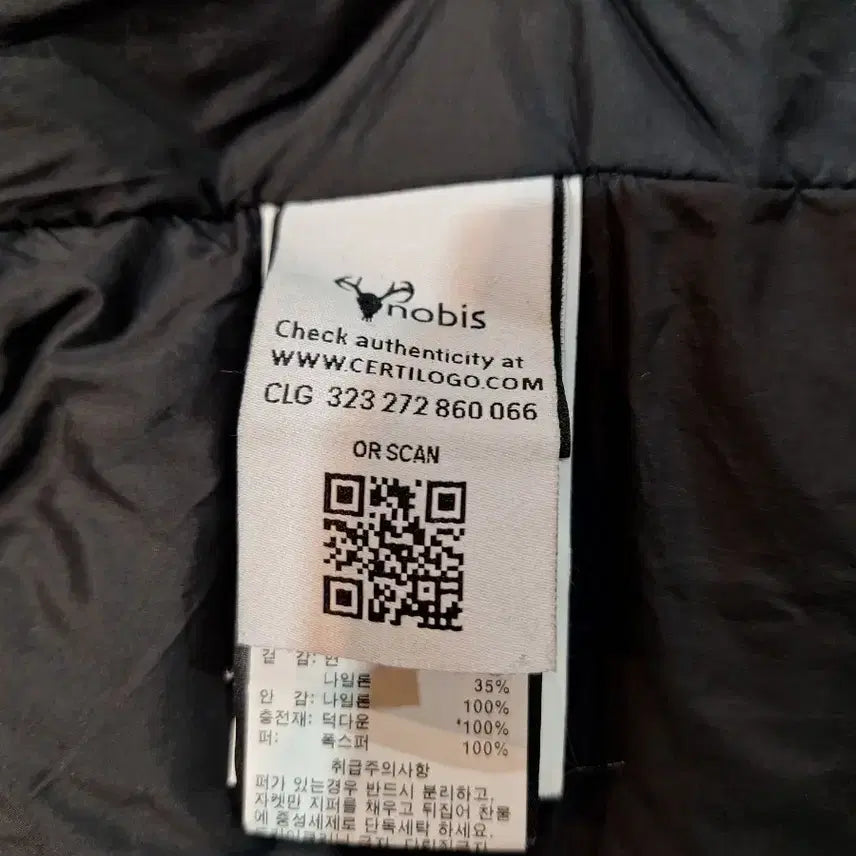 nobis
Check authenticity at
WWW.CERTILOGO.COM
CLG 323 272 860 066
OR SCAN
겉 감: 면
나일론 35%
안 감: 나일론 100%
충전재: 덕다운 *100%
퍼: 폭스퍼 100%
취급주의사항
퍼가 있는경우 반드시 분리하고,
자켓만 지퍼를 채우고 뒤집어 찬물
에 중성세제로 단독세탁 하세요.